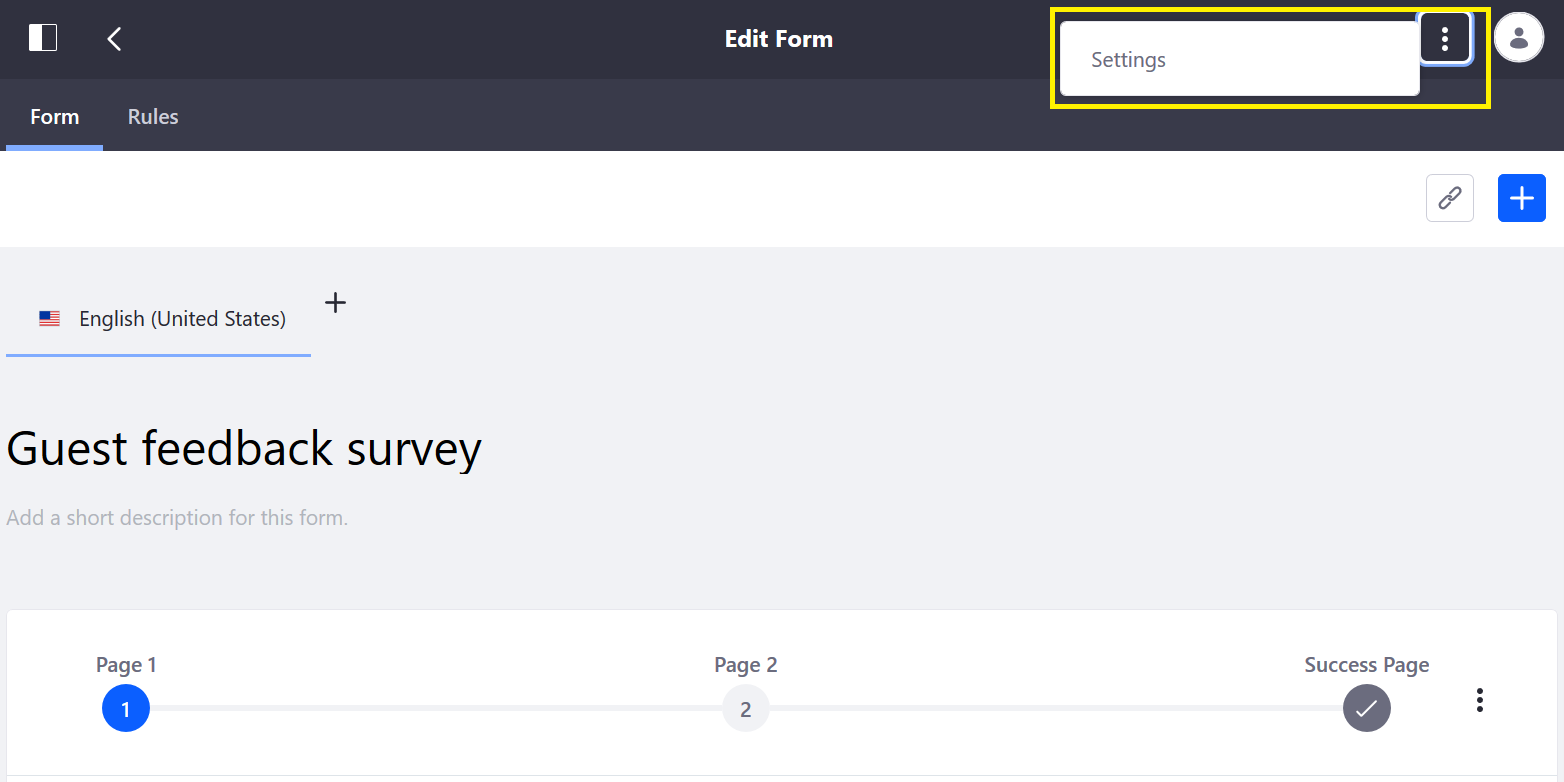 Edit Form
Settings
Form
Rules
English (United States)
Guest feedback survey
Add a short description for this form.
Page 1
Page 2
Success Page
1
2